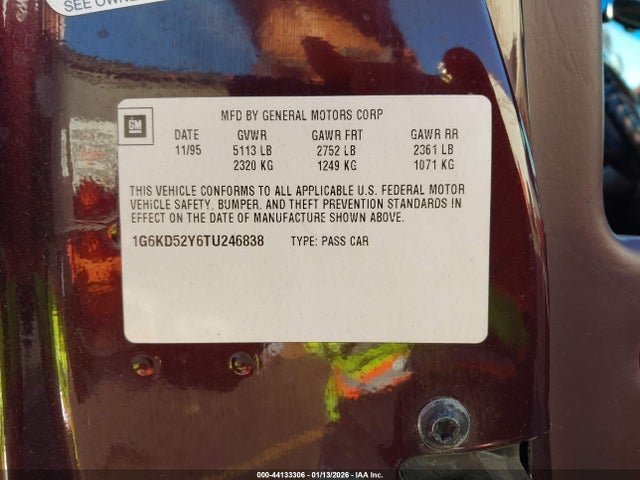 SEE OWNE
GM
MFD BY GENERAL MOTORS CORP
DATE GVWR GAWR FRT GAWR RR
11/95 5113 LB 2752 LB 2361 LB
2320 KG 1249 KG 1071 KG
THIS VEHICLE CONFORMS TO ALL APPLICABLE U.S. FEDERAL MOTOR
VEHICLE SAFETY, BUMPER, AND THEFT PREVENTION STANDARDS IN
EFFECT ON THE DATE OF MANUFACTURE SHOWN ABOVE.
1G6KD52Y6TU246838 TYPE: PASS CAR
000-44133306 (01/13/2026 - IAA Inc.